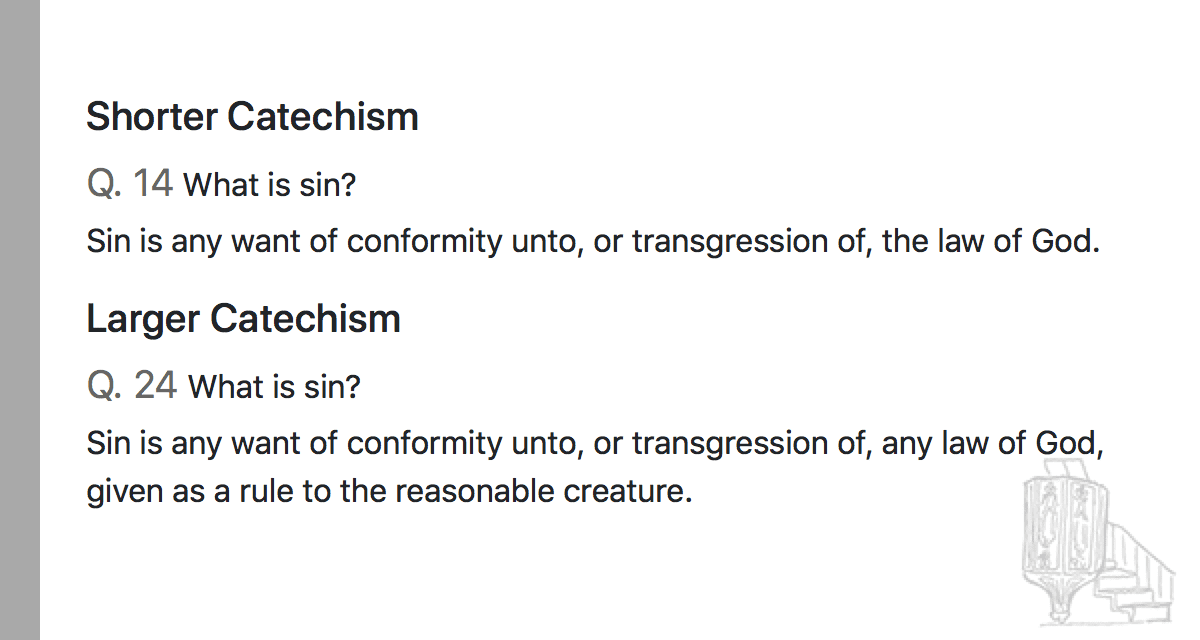 Shorter Catechism
Q. 14 What is sin?
Sin is any want of conformity unto, or transgression of, the law of God.
Larger Catechism
Q. 24 What is sin?
Sin is any want of conformity unto, or transgression of, any law of God,
given as a rule to the reasonable creature.